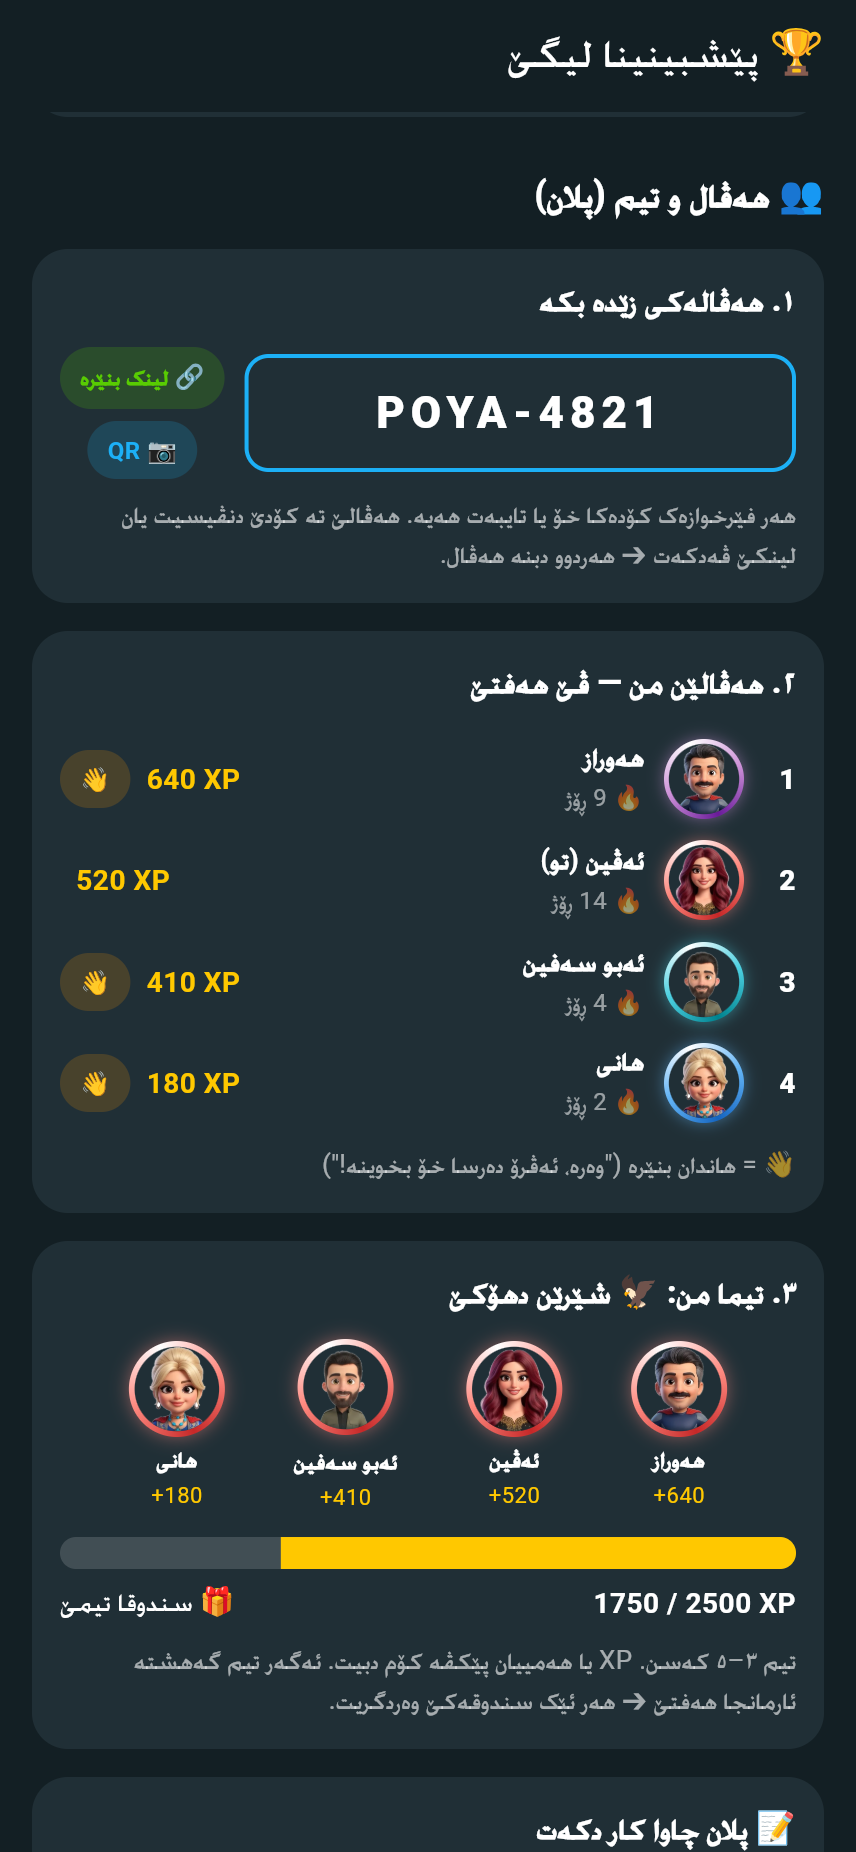 🏆 پێشبینینا لیگێ
👥 هەڤال و تیم (پلان)
١. هەڤالەکی زێدە بکە
POYA-4821
🔗 لینک بنێرە
📷 QR
هەر فێرخوازەک کۆدەکا خۆ یا تایبەت هەیە. هەڤالێ تە کۆدێ دنڤیسیت یان
لینکێ ڤەدکەت ➔ هەردوو دبنە هەڤال.
٢. هەڤالێن من — ڤێ هەفتێ
1 هەوراز 640 XP 👋
🔥 9 ڕۆژ
2 ئەڤین (تو) 520 XP
🔥 14 ڕۆژ
3 ئەبو سەفین 410 XP 👋
🔥 4 ڕۆژ
4 هانی 180 XP 👋
🔥 2 ڕۆژ
👋 = هاندان بنێرە ("وەرە، ئەڤرۆ دەرسا خۆ بخوینە!")
٣. تیما من: 🦅 شێرێن دهۆکێ
هەوراز ئەڤین ئەبو سەفین هانی
+640 +520 +410 +180
1750 / 2500 XP
🎁 سندوقا تیمێ
تیم ٣–٥ کەسن. XP یا هەمییان پێکڤە کۆم دبیت. ئەگەر تیم گەهشتە
ئارمانجا هەفتێ ➔ هەر ئێک سندوقەکێ وەردگریت.
📝 پلان چاوا کار دکەت